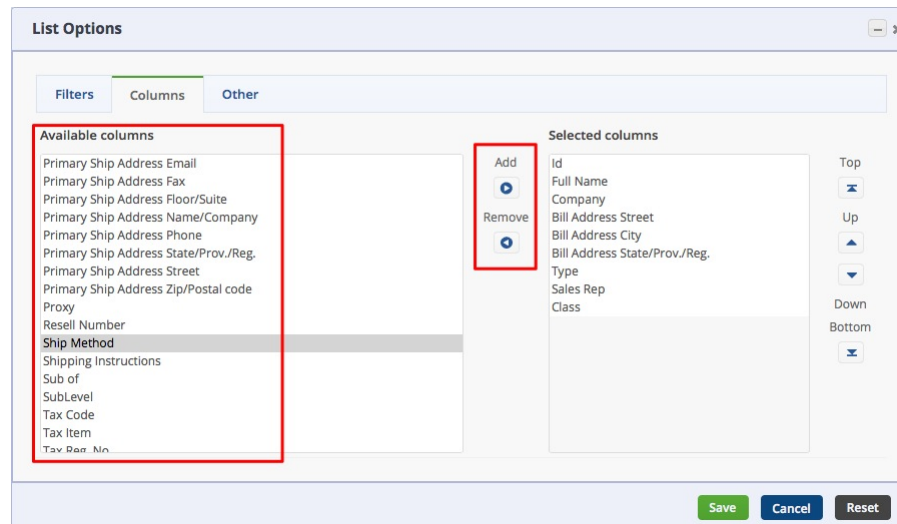 List Options
Filters
Columns
Other
Available columns
Primary Ship Address Email
Primary Ship Address Fax
Primary Ship Address Floor/Suite
Primary Ship Address Name/Company
Primary Ship Address Phone
Primary Ship Address State/Prov./Reg.
Primary Ship Address Street
Primary Ship Address Zip/Postal code
Proxy
Resell Number
Ship Method
Shipping Instructions
Sub of
SubLevel
Tax Code
Tax Item
Tax Reg. No
Add
Remove
Selected columns
Id
Full Name
Company
Bill Address Street
Bill Address City
Bill Address State/Prov./Reg.
Type
Sales Rep
Class
Top
Up
Down
Bottom
Save
Cancel
Reset